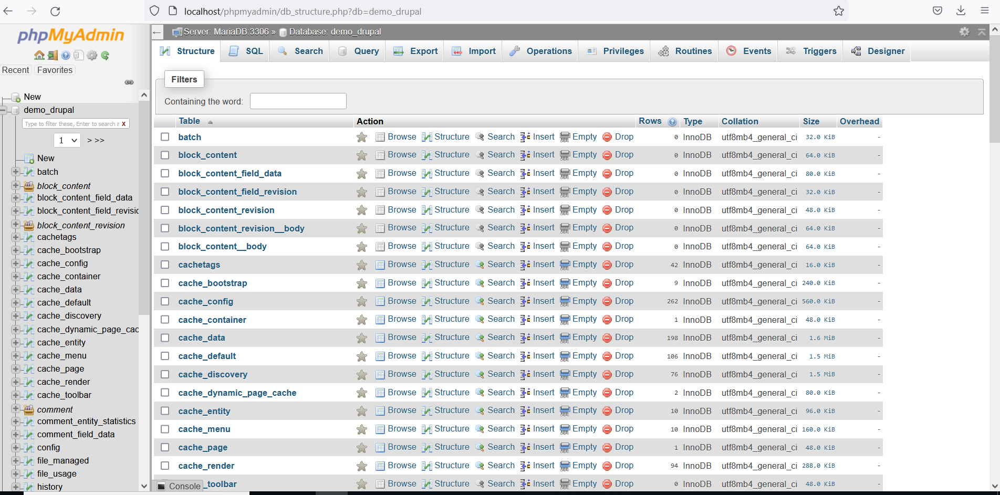 localhost/phpmyadmin/db_structure.php?db=demo_drupal
phpMyAdmin
Recent Favorites
New
demo_drupal
Type to filter these, Enter to search a X
1 > >>
New
batch
block_content
block_content_field_data
block_content_field_revisic
block_content_revision
cachetags
cache_bootstrap
cache_config
cache_container
cache_data
cache_default
cache_discovery
cache_dynamic_page_cac
cache_entity
cache_menu
cache_page
cache_render
cache_toolbar
comment
comment_entity_statistics
comment_field_data
config
file_managed
file_usage
history
Server: MariaDB:3306 » Database: demo_drupal
Structure SQL Search Query Export Import Operations Privileges Routines Events Triggers Designer
Filters
Containing the word:
Table Action Rows Type Collation Size Overhead
batch Browse Structure Search Insert Empty Drop 0 InnoDB utf8mb4_general_ci 32.0 KiB -
block_content Browse Structure Search Insert Empty Drop 0 InnoDB utf8mb4_general_ci 64.0 KiB -
block_content_field_data Browse Structure Search Insert Empty Drop 0 InnoDB utf8mb4_general_ci 80.0 KiB -
block_content_field_revision Browse Structure Search Insert Empty Drop 0 InnoDB utf8mb4_general_ci 32.0 KiB -
block_content_revision Browse Structure Search Insert Empty Drop 0 InnoDB utf8mb4_general_ci 48.0 KiB -
block_content_revision__body Browse Structure Search Insert Empty Drop 0 InnoDB utf8mb4_general_ci 64.0 KiB -
block_content__body Browse Structure Search Insert Empty Drop 0 InnoDB utf8mb4_general_ci 64.0 KiB -
cachetags Browse Structure Search Insert Empty Drop 42 InnoDB utf8mb4_general_ci 16.0 KiB -
cache_bootstrap Browse Structure Search Insert Empty Drop 9 InnoDB utf8mb4_general_ci 240.0 KiB -
cache_config Browse Structure Search Insert Empty Drop 262 InnoDB utf8mb4_general_ci 560.0 KiB -
cache_container Browse Structure Search Insert Empty Drop 1 InnoDB utf8mb4_general_ci 48.0 KiB -
cache_data Browse Structure Search Insert Empty Drop 198 InnoDB utf8mb4_general_ci 1.6 MiB -
cache_default Browse Structure Search Insert Empty Drop 106 InnoDB utf8mb4_general_ci 1.5 MiB -
cache_discovery Browse Structure Search Insert Empty Drop 76 InnoDB utf8mb4_general_ci 1.5 MiB -
cache_dynamic_page_cache Browse Structure Search Insert Empty Drop 2 InnoDB utf8mb4_general_ci 80.0 KiB -
cache_entity Browse Structure Search Insert Empty Drop 10 InnoDB utf8mb4_general_ci 96.0 KiB -
cache_menu Browse Structure Search Insert Empty Drop 10 InnoDB utf8mb4_general_ci 160.0 KiB -
cache_page Browse Structure Search Insert Empty Drop 1 InnoDB utf8mb4_general_ci 48.0 KiB -
cache_render Browse Structure Search Insert Empty Drop 94 InnoDB utf8mb4_general_ci 288.0 KiB -
Console _toolbar Browse Structure Search Insert Empty Drop 0 InnoDB utf8mb4_general_ci 48.0 KiB -